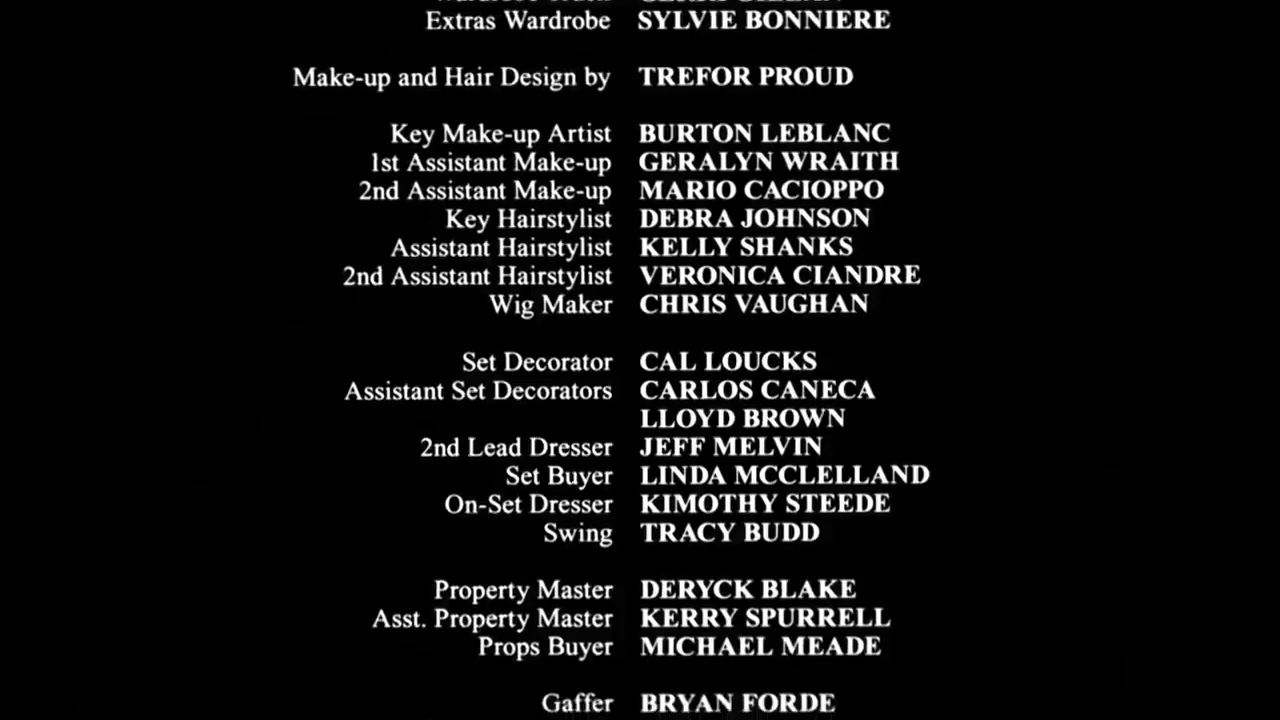 Extras Wardrobe SYLVIE BONNIERE
Make-up and Hair Design by TREFOR PROUD
Key Make-up Artist BURTON LEBLANC
1st Assistant Make-up GERALYN WRAITH
2nd Assistant Make-up MARIO CACIOPPO
Key Hairstylist DEBRA JOHNSON
Assistant Hairstylist KELLY SHANKS
2nd Assistant Hairstylist VERONICA CIANDRE
Wig Maker CHRIS VAUGHAN
Set Decorator CAL LOUCKS
Assistant Set Decorators CARLOS CANECA
LLOYD BROWN
2nd Lead Dresser JEFF MELVIN
Set Buyer LINDA MCCLELLAND
On-Set Dresser KIMOTHY STEEDE
Swing TRACY BUDD
Property Master DERYCK BLAKE
Asst. Property Master KERRY SPURRELL
Props Buyer MICHAEL MEADE
Gaffer BRYAN FORDE